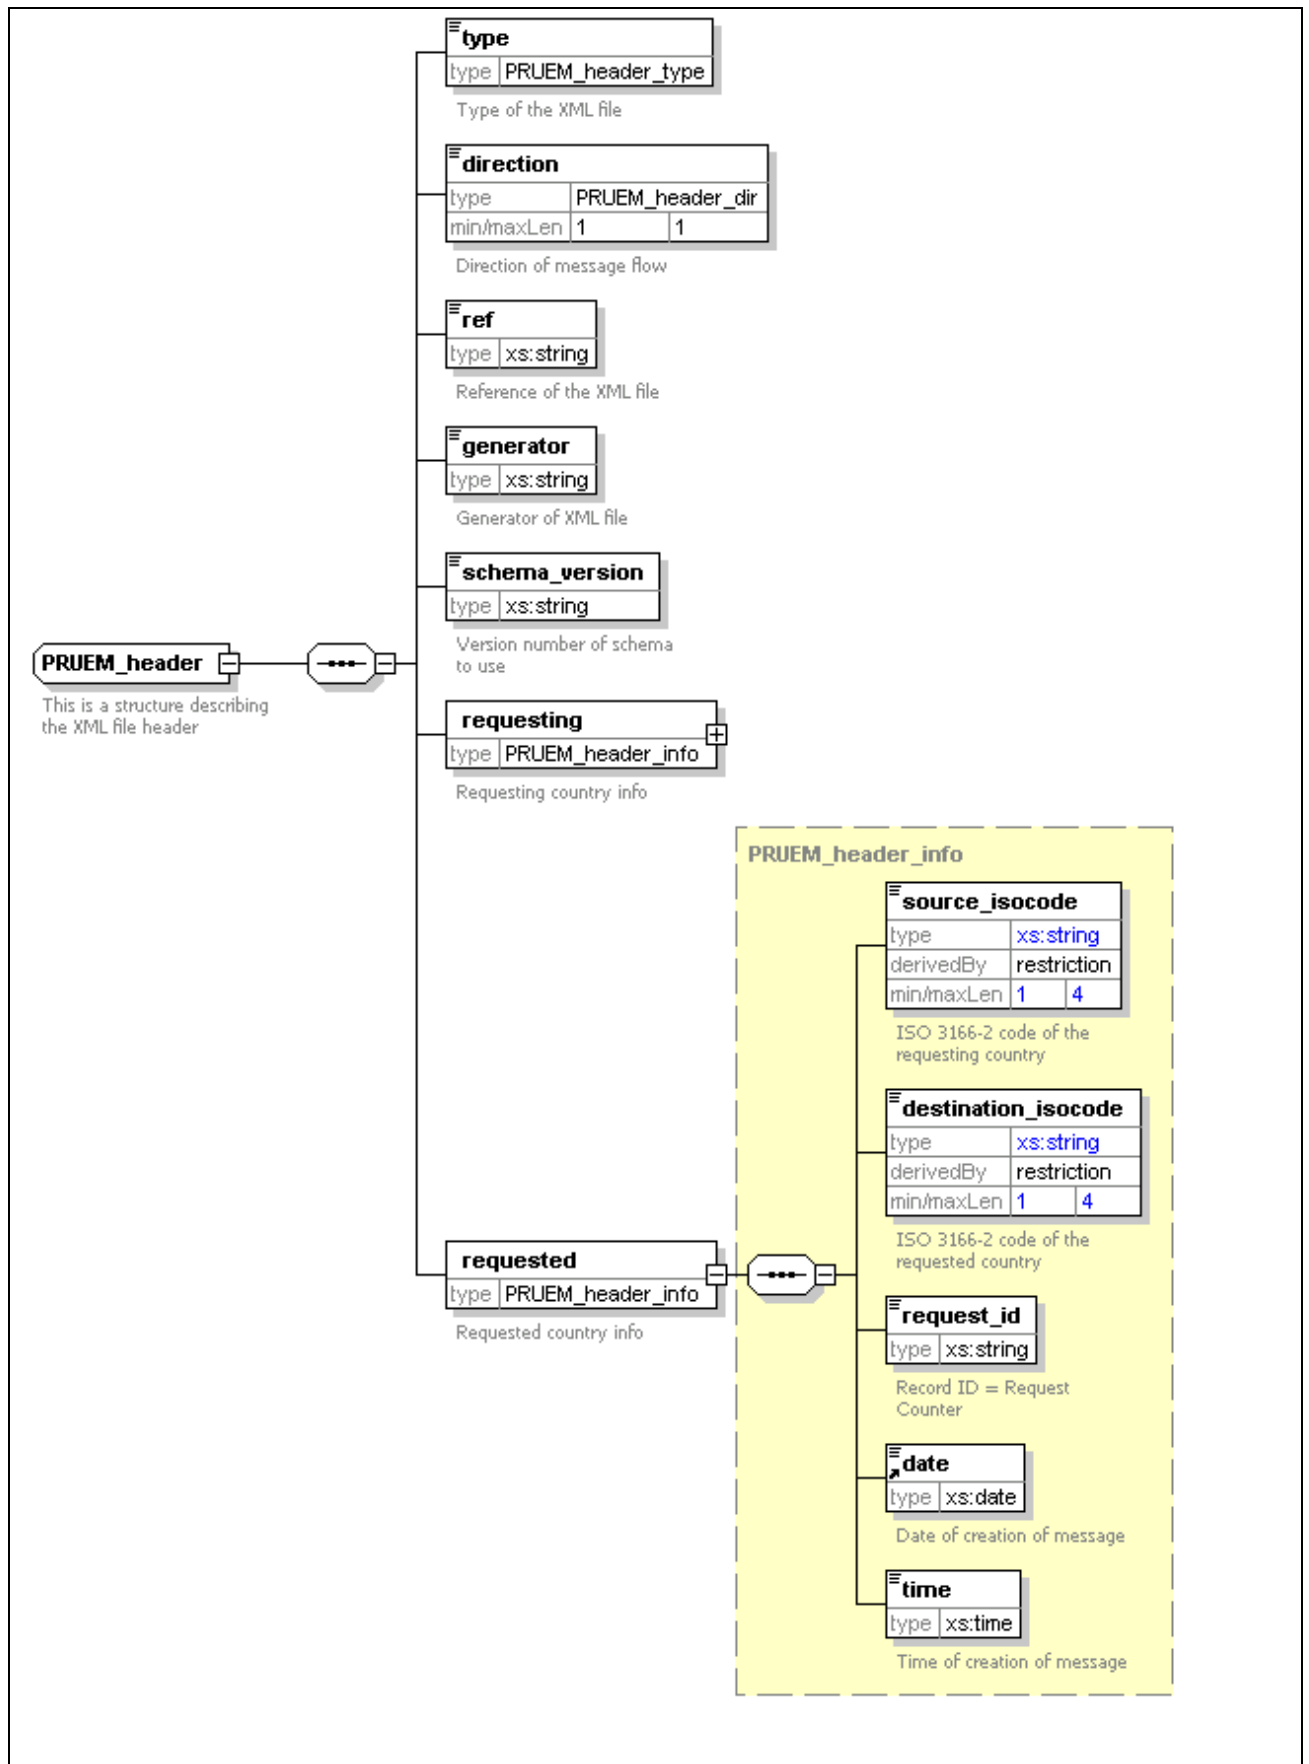 type
type PRUEM_header_type
Type of the XML file
direction
type PRUEM_header_dir
min/maxLen 1 1
Direction of message flow
ref
type xs:string
Reference of the XML file
generator
type xs:string
Generator of XML file
schema_version
type xs:string
Version number of schema
to use
PRUEM_header
This is a structure describing
the XML file header
requesting
type PRUEM_header_info
Requesting country info
requested
type PRUEM_header_info
Requested country info
PRUEM_header_info
source_isocode
type xs:string
derivedBy restriction
min/maxLen 1 4
ISO 3166-2 code of the
requesting country
destination_isocode
type xs:string
derivedBy restriction
min/maxLen 1 4
ISO 3166-2 code of the
requested country
request_id
type xs:string
Record ID = Request
Counter
date
type xs:date
Date of creation of message
time
type xs:time
Time of creation of message